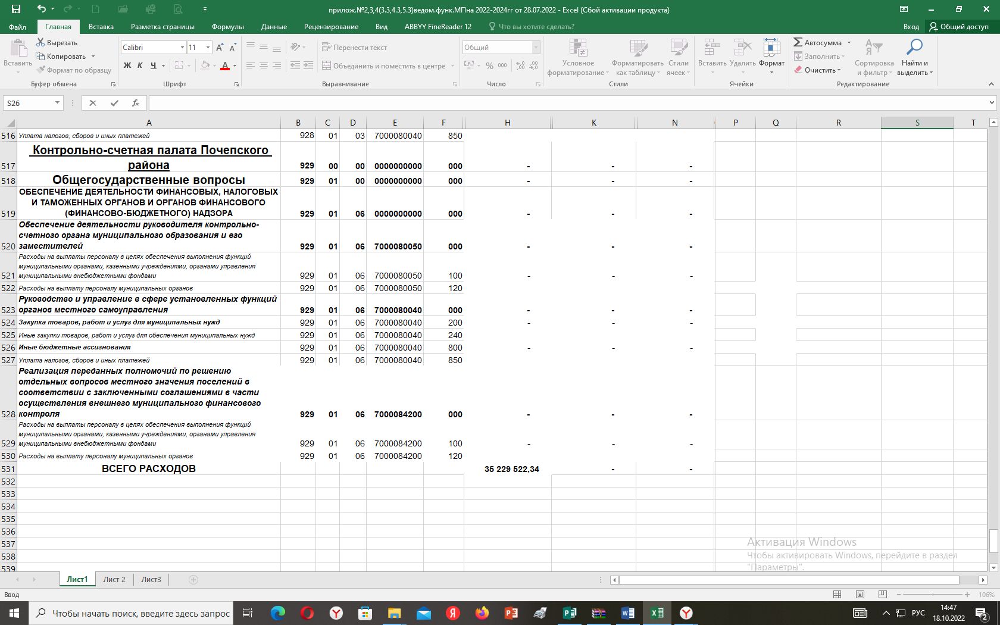 прилож.№2,3,4(3.3,4.3,5.3)ведом.функ.МПна 2022-2024гг от 28.07.2022 - Excel (Сбой активации продукта)
Файл Главная Вставка Разметка страницы Формулы Данные Рецензирование Вид ABBYY FineReader 12 Что вы хотите сделать? Вход Общий доступ
Вставить
Вырезать
Копировать
Формат по образцу
Буфер обмена
Calibri 11
Ж К Ч
Шрифт
Перенести текст
Объединить и поместить в центре
Выравнивание
Общий
% 000
Число
Условное форматирование
Форматировать как таблицу
Стили ячеек
Стили
Вставить Удалить Формат
Ячейки
Автосумма
Заполнить
Очистить
Сортировка и фильтр
Найти и выделить
Редактирование
S26 fx
A B C D E F H K N P Q R S T
516 Уплата налогов, сборов и иных платежей 928 01 03 7000080040 850
Контрольно-счетная палата Почепского
517 района 929 00 00 0000000000 000 - - -
518 Общегосударственные вопросы 929 01 00 0000000000 000 - - -
ОБЕСПЕЧЕНИЕ ДЕЯТЕЛЬНОСТИ ФИНАНСОВЫХ, НАЛОГОВЫХ
И ТАМОЖЕННЫХ ОРГАНОВ И ОРГАНОВ ФИНАНСОВОГО
519 (ФИНАНСОВО-БЮДЖЕТНОГО) НАДЗОРА 929 01 06 0000000000 000 - - -
Обеспечение деятельности руководителя контрольно-
счетного органа муниципального образования и его
520 заместителей 929 01 06 7000080050 000 - - -
Расходы на выплаты персоналу в целях обеспечения выполнения функций
муниципальными органами, казенными учреждениями, органами управления
521 муниципальными внебюджетными фондами 929 01 06 7000080050 100 - - -
522 Расходы на выплату персоналу муниципальных органов 929 01 06 7000080050 120
Руководство и управление в сфере установленных функций
523 органов местного самоуправления 929 01 06 7000080040 000 - - -
524 Закупка товаров, работ и услуг для муниципальных нужд 929 01 06 7000080040 200 - - -
525 Иные закупки товаров, работ и услуг для обеспечения муниципальных нужд 929 01 06 7000080040 240
526 Иные бюджетные ассигнования 929 01 06 7000080040 800 - - -
527 Уплата налогов, сборов и иных платежей 929 01 06 7000080040 850
Реализация переданных полномочий по решению
отдельных вопросов местного значения поселений в
соответствии с заключенными соглашениями в части
осуществления внешнего муниципального финансового
528 контроля 929 01 06 7000084200 000 - - -
Расходы на выплаты персоналу в целях обеспечения выполнения функций
муниципальными органами, казенными учреждениями, органами управления
529 муниципальными внебюджетными фондами 929 01 06 7000084200 100 - - -
530 Расходы на выплату персоналу муниципальных органов 929 01 06 7000084200 120
531 ВСЕГО РАСХОДОВ 35 229 522,34 - -
532
533
534
535
536
537
538
539
Активация Windows
Чтобы активировать Windows, перейдите в раздел
"Параметры".
Лист1 Лист 2 Лист3
Ввод 106%
Чтобы начать поиск, введите здесь запрос
РУС 14:47
18.10.2022 2